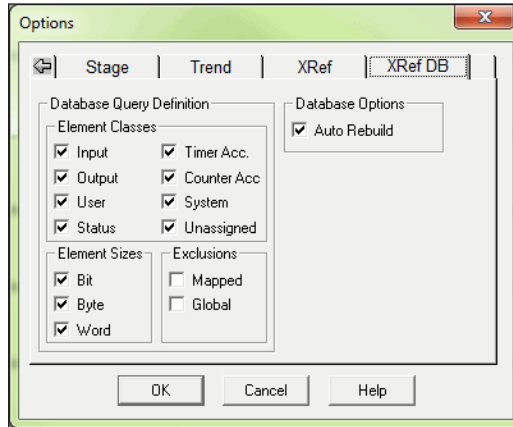 Options
Stage Trend XRef XRef DB
Database Query Definition
Element Classes
Input
Output
User
Status
Timer Acc.
Counter Acc
System
Unassigned
Element Sizes
Bit
Byte
Word
Exclusions
Mapped
Global
Database Options
Auto Rebuild
OK Cancel Help